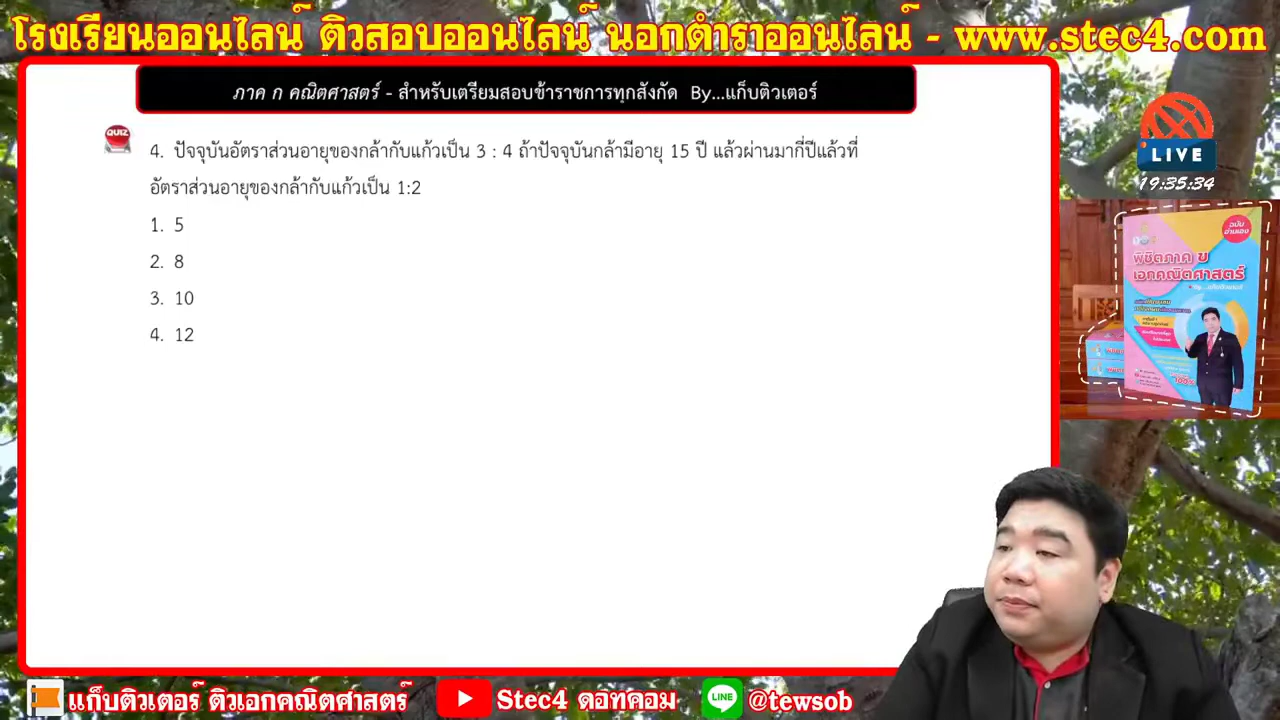 โรงเรียนออนไลน์ ติวสอบออนไลน์ นอกตำราออนไลน์ - www.stec4.com
ภาค ก คณิตศาสตร์ - สำหรับเตรียมสอบข้าราชการทุกสังกัด By...แก็บติวเตอร์
QUIZ
4. ปัจจุบันอัตราส่วนอายุของกล้ากับแก้วเป็น 3 : 4 ถ้าปัจจุบันกล้ามีอายุ 15 ปี แล้วผ่านมากี่ปีแล้วที่
อัตราส่วนอายุของกล้ากับแก้วเป็น 1:2
1. 5
2. 8
3. 10
4. 12
LIVE
19:35:34
ฉบับ
อ่านเอง
พิชิตภาค ข
เอกคณิตศาสตร์
แก็บติวเตอร์ ติวเอกคณิตศาสตร์
Stec4 ดอทคอม
LINE
@tewsob